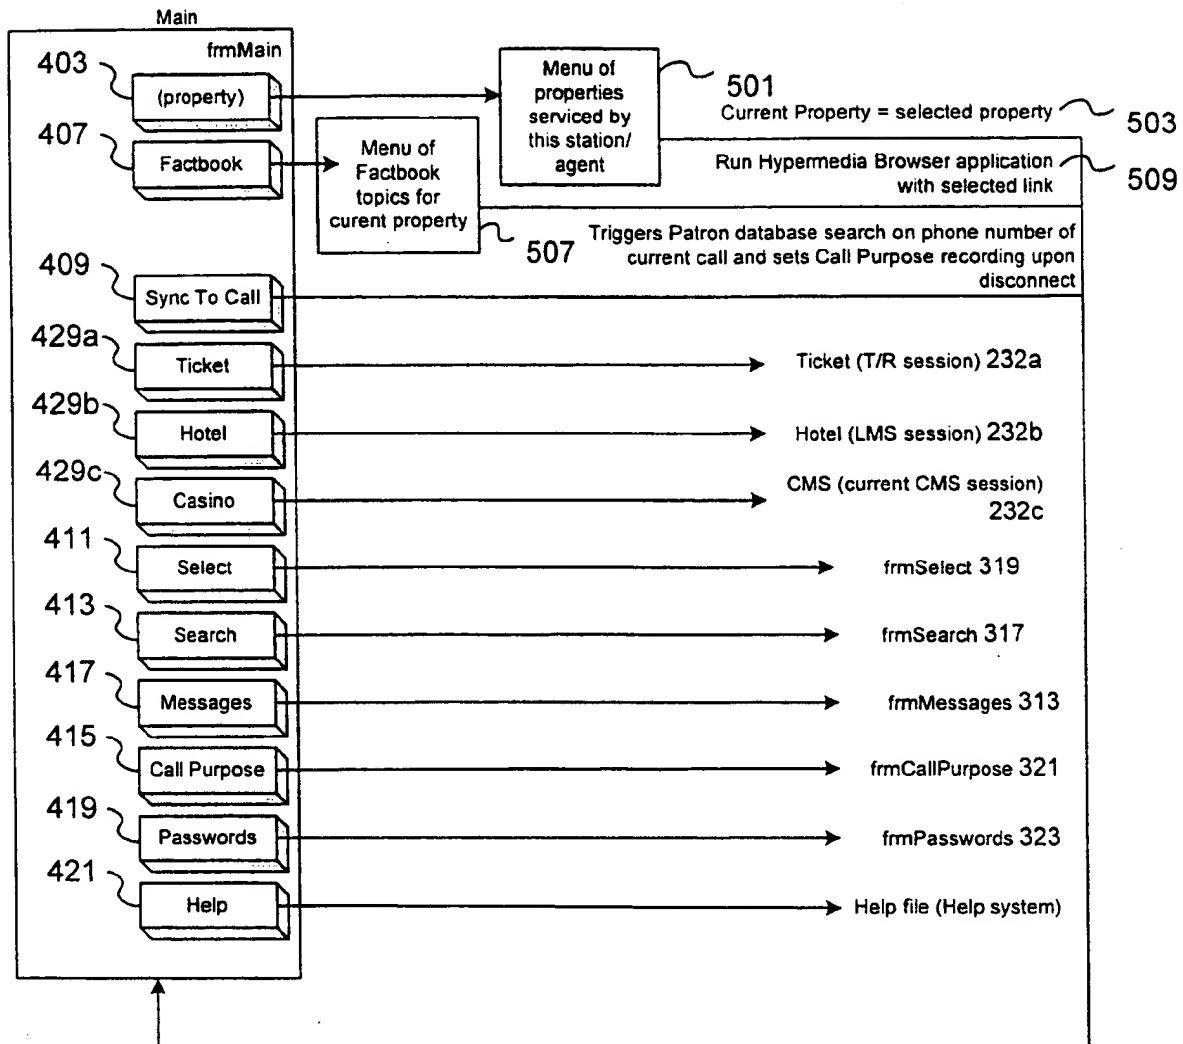 Main
frmMain
403
(property)
Menu of
properties
serviced by
this station/
agent
501
Current Property = selected property
503
407
Factbook
Menu of
Factbook
topics for
curent property
507
Run Hypermedia Browser application
with selected link
509
Triggers Patron database search on phone number of
current call and sets Call Purpose recording upon
disconnect
409
Sync To Call
429a
Ticket
Ticket (T/R session) 232a
429b
Hotel
Hotel (LMS session) 232b
429c
Casino
CMS (current CMS session)
232c
411
Select
frmSelect 319
413
Search
frmSearch 317
417
Messages
frmMessages 313
415
Call Purpose
frmCallPurpose 321
419
Passwords
frmPasswords 323
421
Help
Help file (Help system)